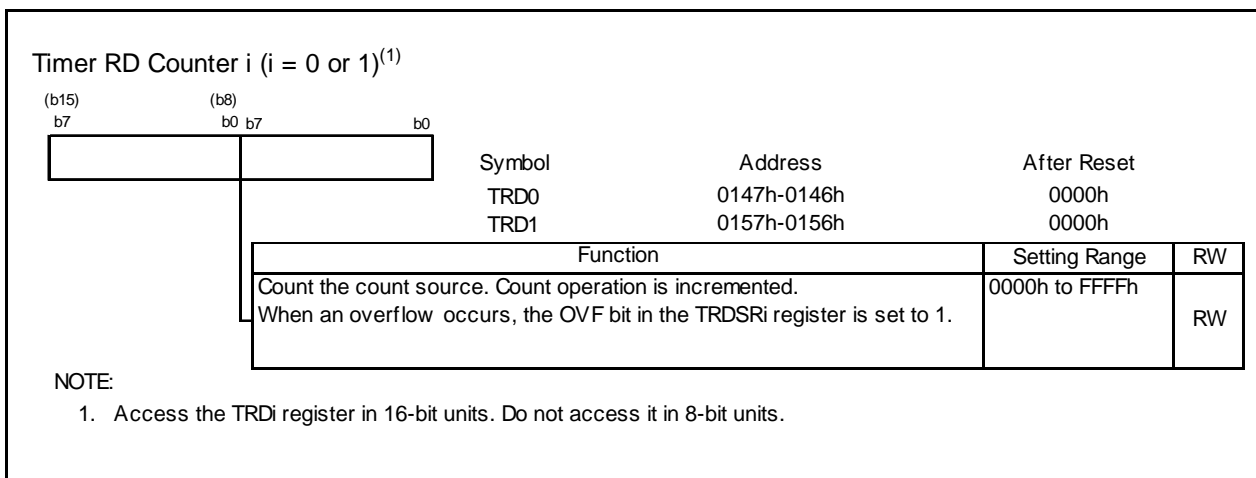 Timer RD Counter i (i = 0 or 1)(1)
(b15) (b8)
b7 b0 b7 b0
Symbol Address After Reset
TRD0 0147h-0146h 0000h
TRD1 0157h-0156h 0000h
Function Setting Range RW
Count the count source. Count operation is incremented. 0000h to FFFFh
When an overflow occurs, the OVF bit in the TRDSRi register is set to 1. RW
NOTE:
1. Access the TRDi register in 16-bit units. Do not access it in 8-bit units.